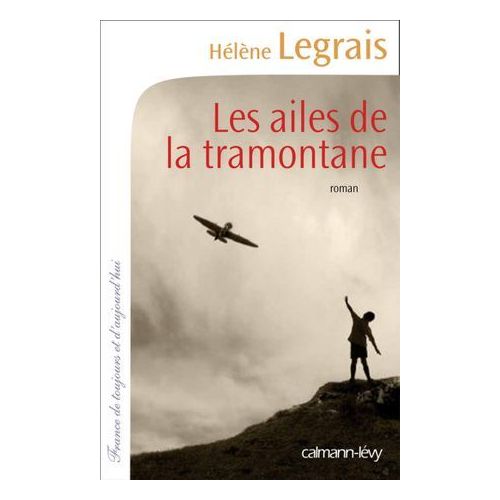 Hélène Legrais
Les ailes de
la tramontane
roman
France de toujours et d'aujourd'hui
calmann-lévy